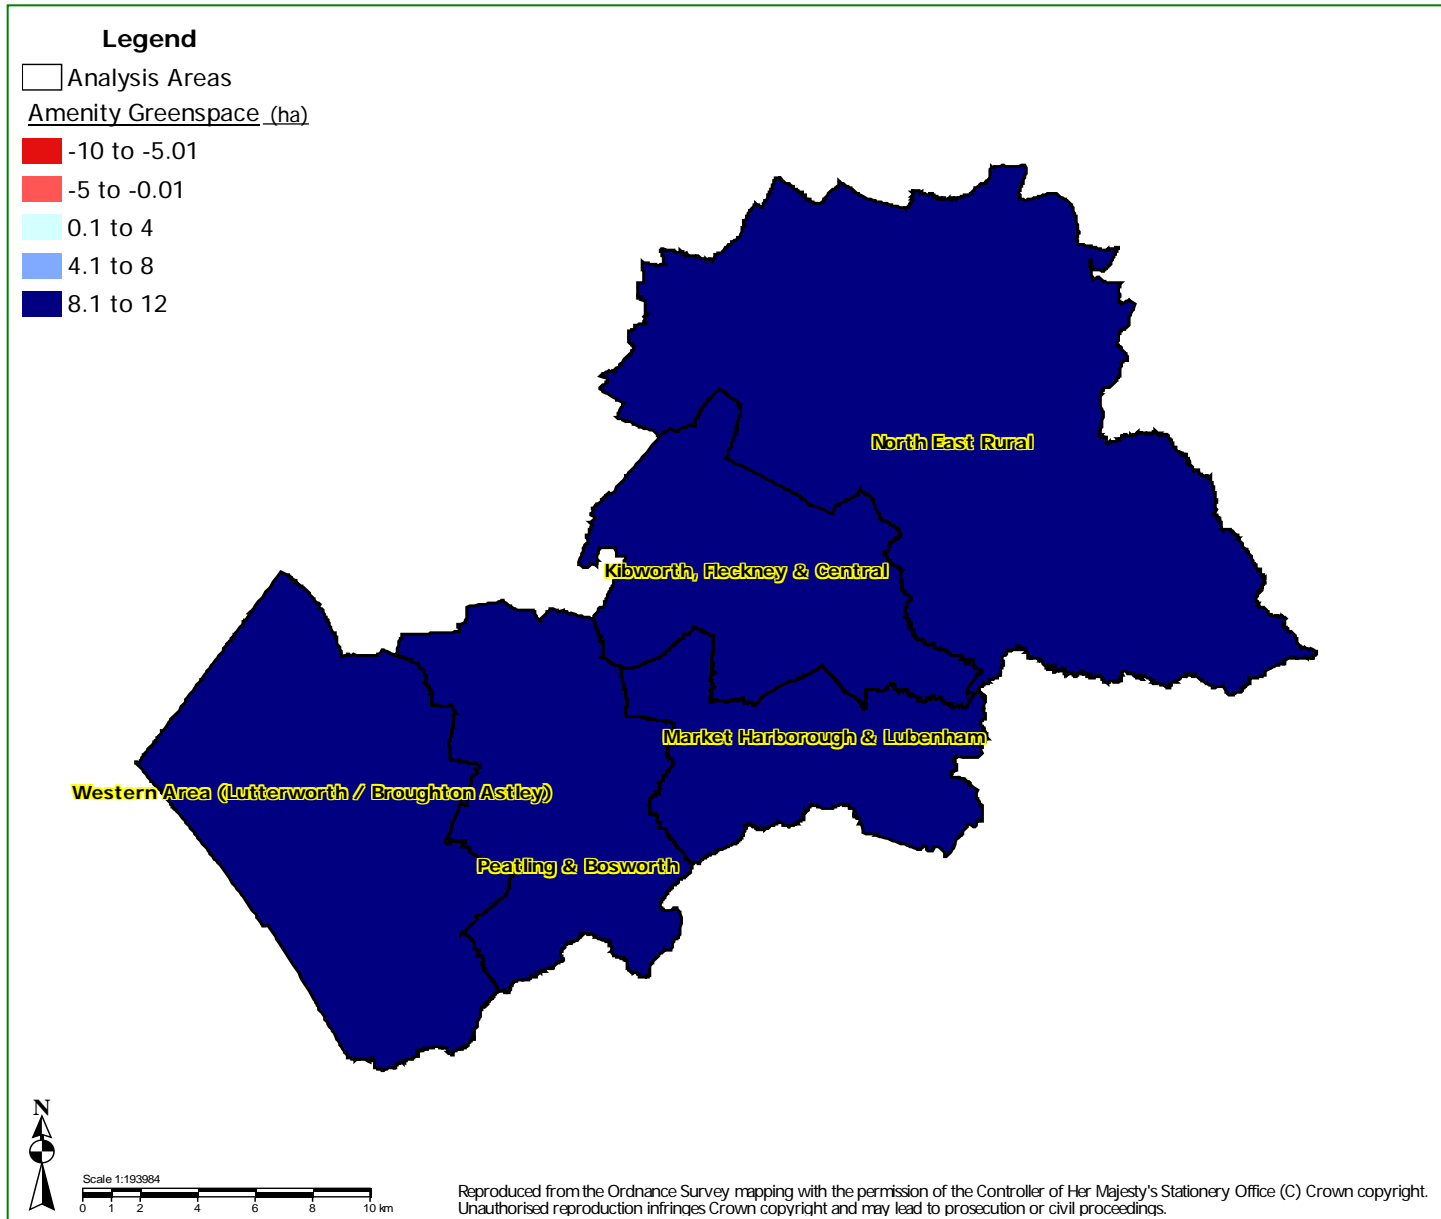 Legend
Analysis Areas
Amenity Greenspace (ha)
-10 to -5.01
-5 to -0.01
0.1 to 4
4.1 to 8
8.1 to 12
North East Rural
Kibworth, Fleckney & Central
Market Harborough & Lubenham
Western Area (Lutterworth / Broughton Astley)
Peatling & Bosworth
N
Scale 1:193984
0 1 2 4 6 8 10 km
Reproduced from the Ordnance Survey mapping with the permission of the Controller of Her Majesty's Stationery Office (C) Crown copyright.
Unauthorised reproduction infringes Crown copyright and may lead to prosecution or civil proceedings.